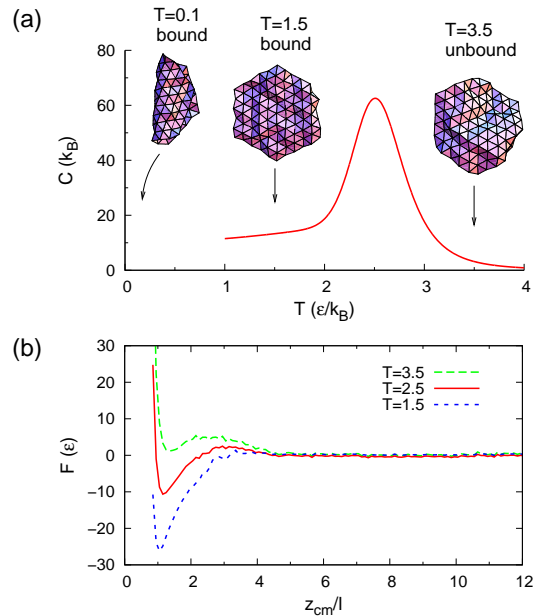 (a)
T=0.1
bound
T=1.5
bound
T=3.5
unbound
80
60
40
20
0
C (k_B)
0 1 2 3 4
T (ε/k_B)
(b)
30
20
10
0
−10
−20
−30
F (ε)
T=3.5
T=2.5
T=1.5
0 2 4 6 8 10 12
z_cm/l